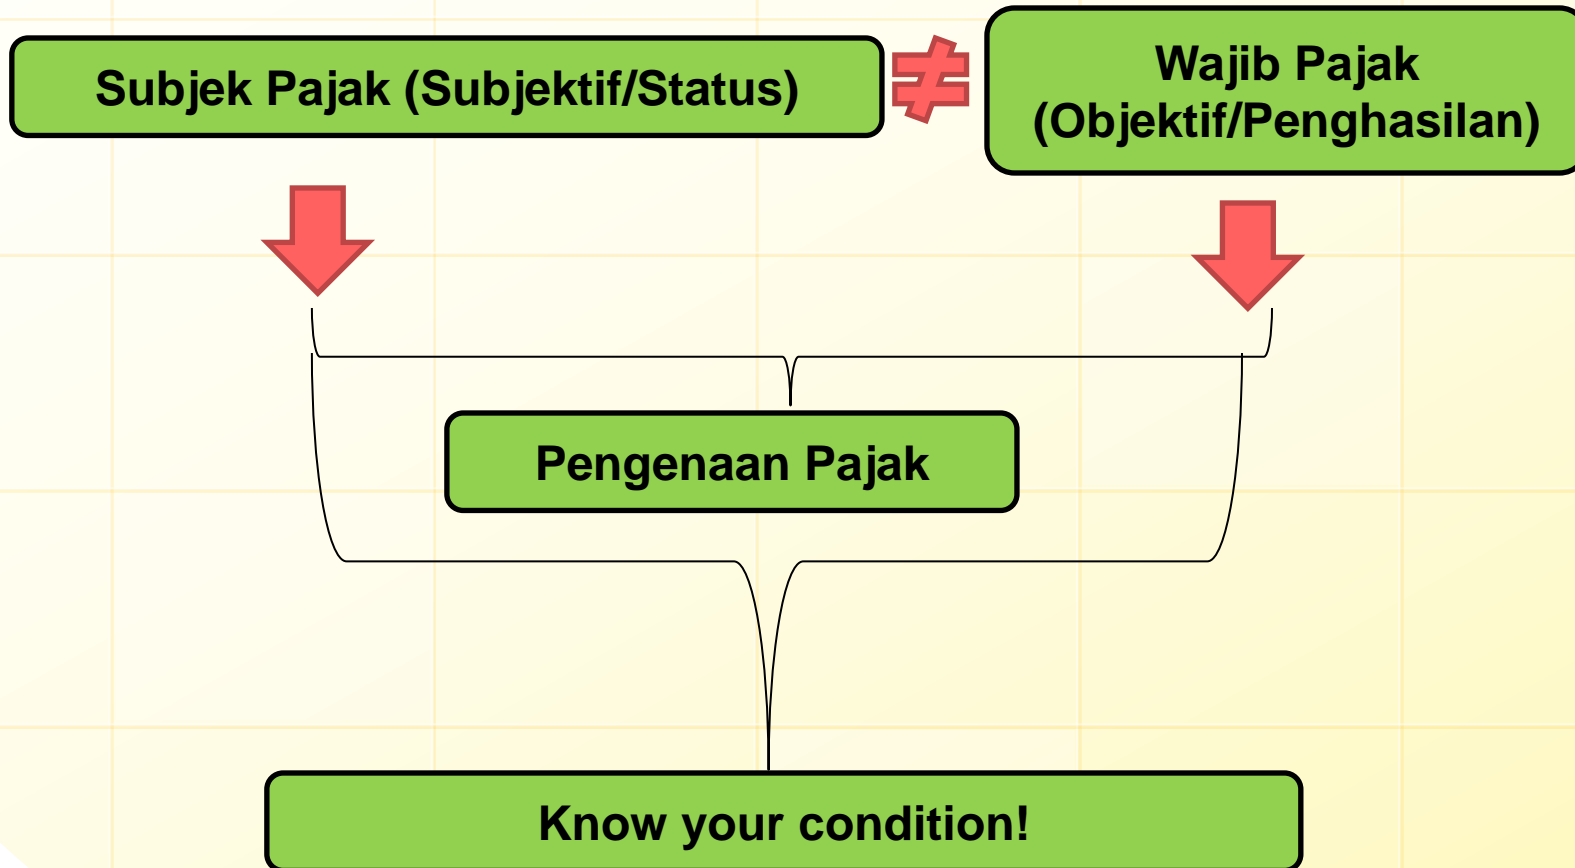 Subjek Pajak (Subjektif/Status)
≠
Wajib Pajak
(Objektif/Penghasilan)
Pengenaan Pajak
Know your condition!